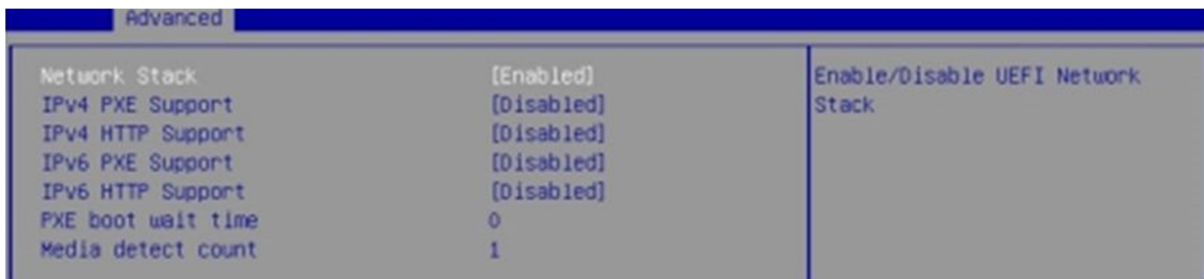 Advanced
Network Stack [Enabled]
IPv4 PXE Support [Disabled]
IPv4 HTTP Support [Disabled]
IPv6 PXE Support [Disabled]
IPv6 HTTP Support [Disabled]
PXE boot wait time 0
Media detect count 1
Enable/Disable UEFI Network
Stack